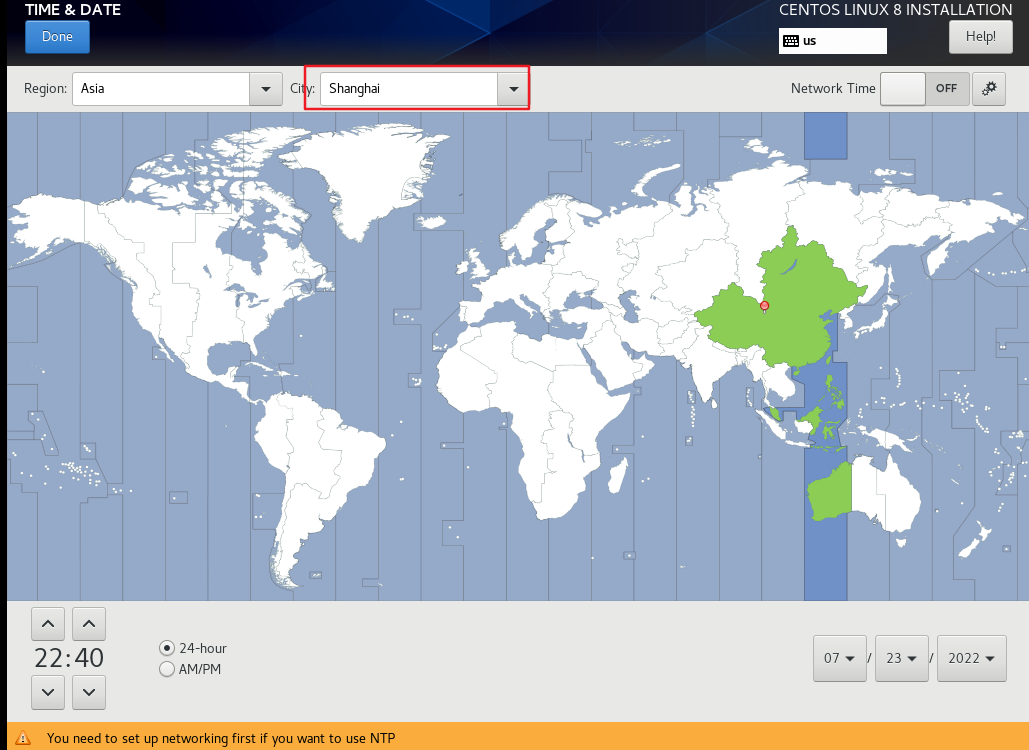 TIME & DATE
CENTOS LINUX 8 INSTALLATION
Done
us
Help!
Region: Asia City: Shanghai Network Time OFF
22:40
24-hour
AM/PM
07 / 23 / 2022
You need to set up networking first if you want to use NTP